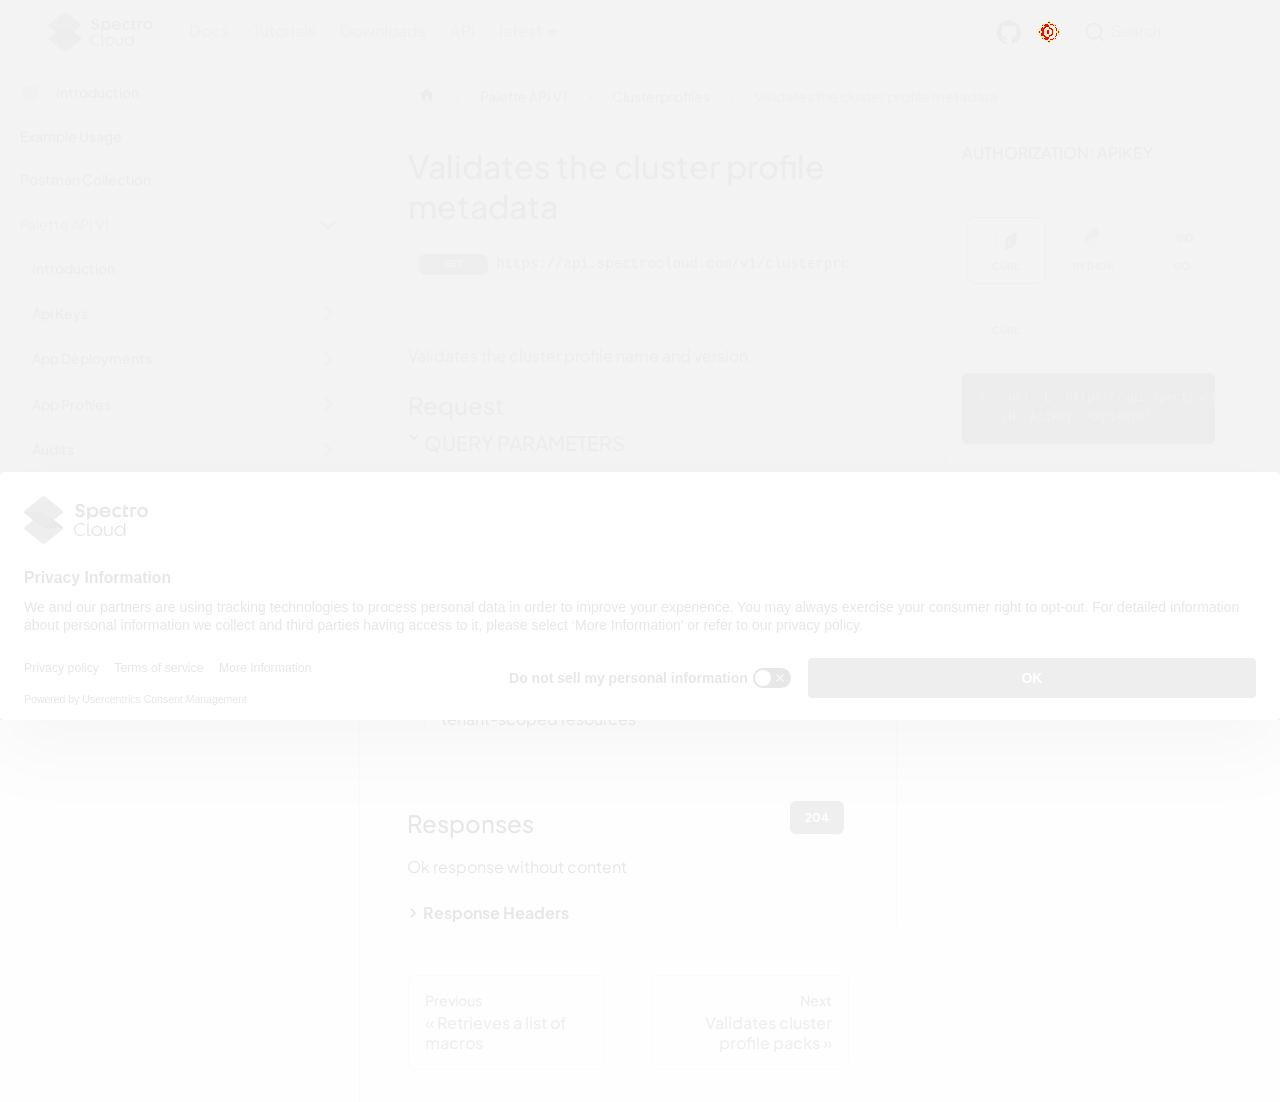 Spectro
Cloud
Docs Tutorials Downloads API latest
Search
Introduction
Example Usage
Postman Collection
Palette API V1
Introduction
Api Keys
App Deployments
App Profiles
Audits
Palette API V1
Clusterprofiles
Validates the cluster profile metadata
Validates the cluster profile
metadata
GET https://api.spectrocloud.com/v1/clusterpro
Validates the cluster profile name and version
Request
QUERY PARAMETERS
AUTHORIZATION: APIKEY
CURL PYTHON GO
CURL
Spectro
Cloud
Privacy Information
We and our partners are using tracking technologies to process personal data in order to improve your experience. You may always exercise your consumer right to opt-out. For detailed information
about personal information we collect and third parties having access to it, please select 'More Information' or refer to our privacy policy.
Privacy policy Terms of service More Information
Do not sell my personal information
OK
Powered by Usercentrics Consent Management
tenant-scoped resources
Responses
204
Ok response without content
Response Headers
Previous
« Retrieves a list of
macros
Next
Validates cluster
profile packs »